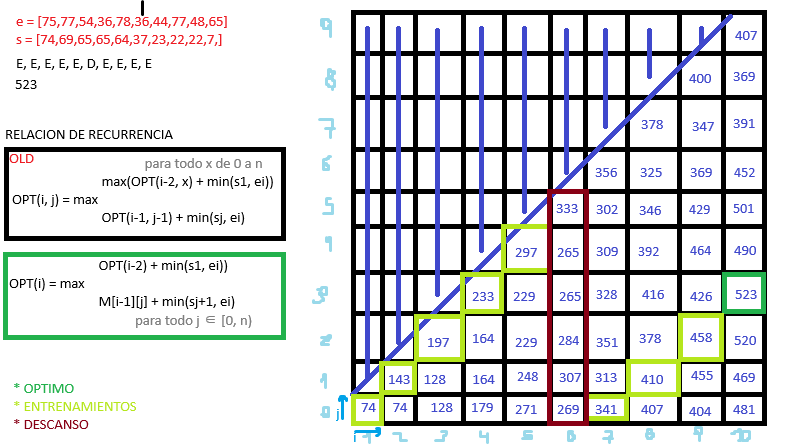 e = [75,77,54,36,78,36,44,77,48,65]
s = [74,69,65,65,64,37,23,22,22,7,]
E, E, E, E, E, D, E, E, E, E
523
RELACION DE RECURRENCIA
OLD
para todo x de 0 a n
max(OPT(i-2, x) + min(s1, ei))
OPT(i, j) = max
OPT(i-1, j-1) + min(sj, ei)
OPT(i-2) + min(s1, ei))
OPT(i) = max
M[i-1][j] + min(sj+1, ei)
para todo j ∈ [0, n)
* OPTIMO
* ENTRENAMIENTOS
* DESCANSO
9 407
8 400 369
7 378 347 391
6 356 325 369 452
5 333 302 346 429 501
4 297 265 309 392 464 490
3 233 229 265 328 416 426 523
2 197 164 229 284 351 378 458 520
1 143 128 164 248 307 313 410 455 469
0 j 74 74 128 179 271 269 341 407 404 481
1 2 3 4 5 6 7 8 9 10